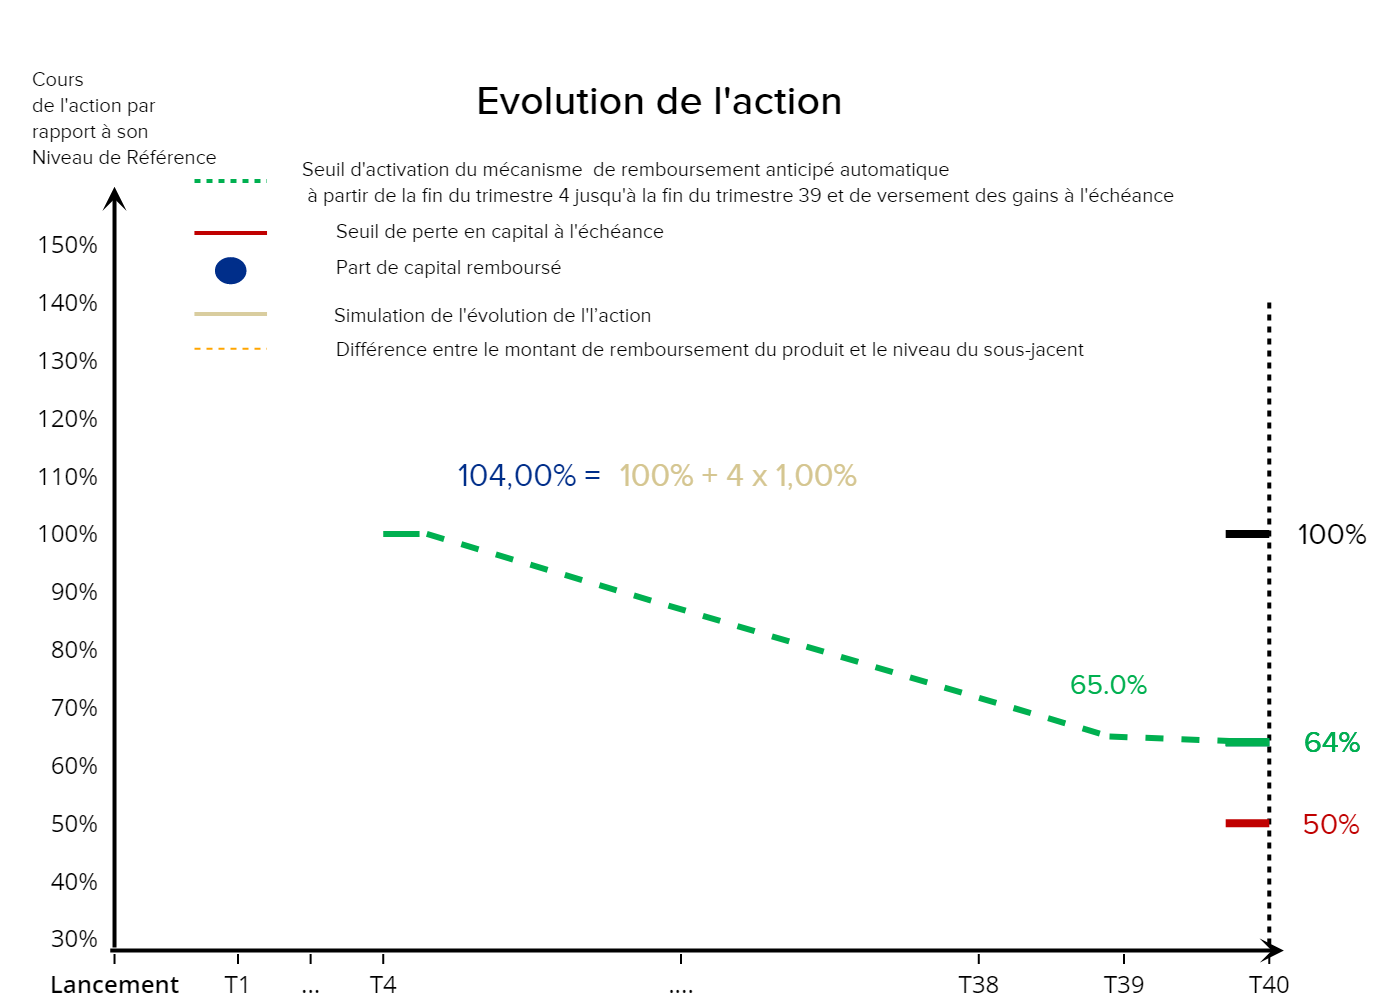 Cours
de l'action par
rapport à son
Niveau de Référence
Evolution de l'action
Seuil d'activation du mécanisme  de remboursement anticipé automatique
à partir de la fin du trimestre 4 jusqu'à la fin du trimestre 39 et de versement des gains à l'échéance
Seuil de perte en capital à l'échéance
Part de capital remboursé
Simulation de l'évolution de l'l’action
Différence entre le montant de remboursement du produit et le niveau du sous-jacent
150%
140%
130%
120%
110%
104,00% = 100% + 4 x 1,00%
100%
100%
90%
80%
70%
65.0%
64%
60%
50%
50%
40%
30%
Lancement T1 ... T4 .... T38 T39 T40